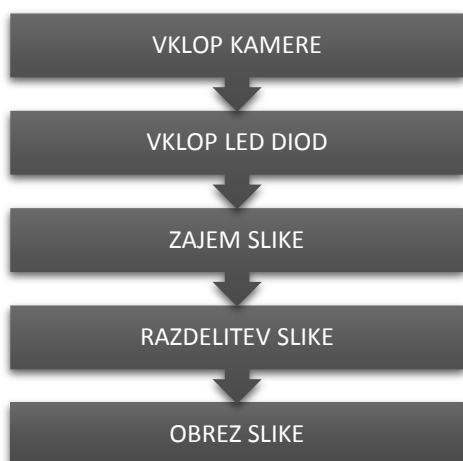 VKLOP KAMERE
VKLOP LED DIOD
ZAJEM SLIKE
RAZDELITEV SLIKE
OBREZ SLIKE